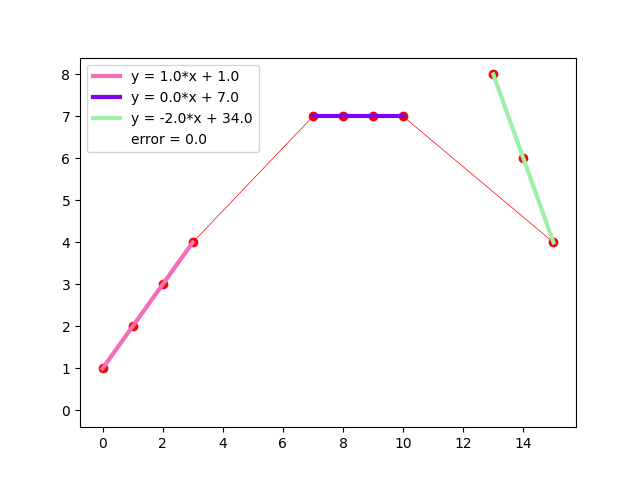 y = 1.0*x + 1.0
y = 0.0*x + 7.0
y = -2.0*x + 34.0
error = 0.0
8
7
6
5
4
3
2
1
0
0 2 4 6 8 10 12 14